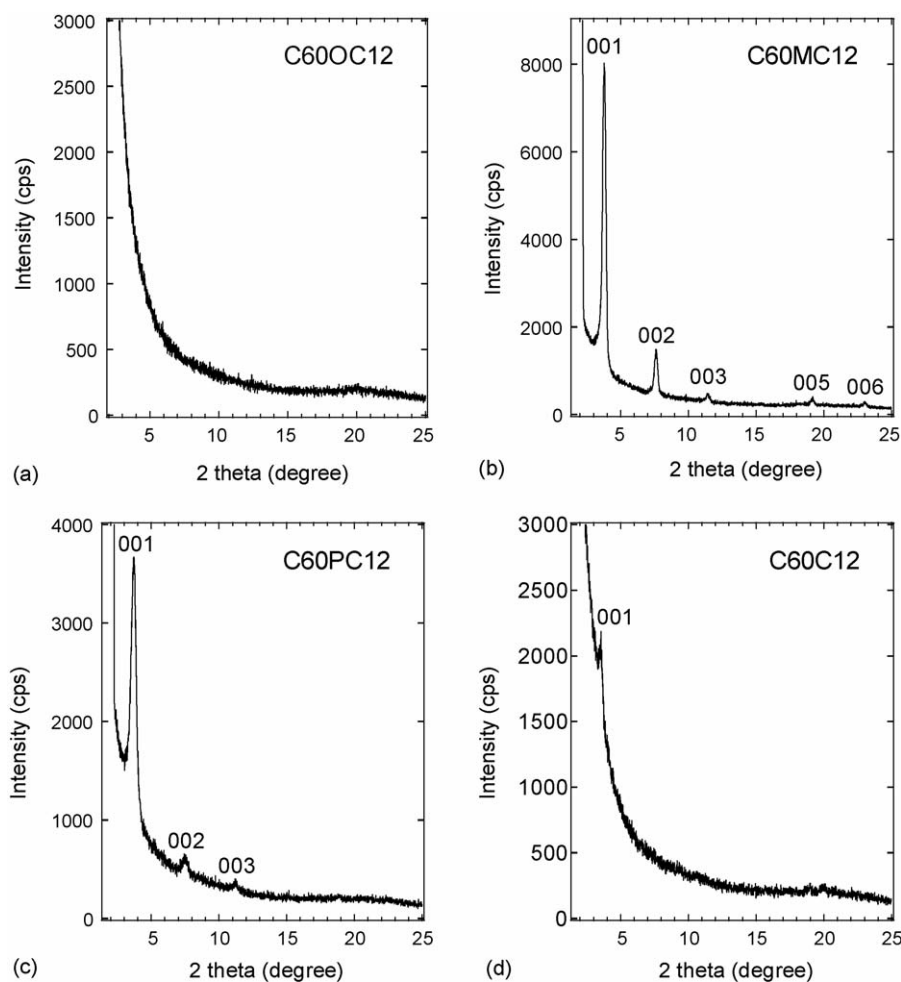 3000
2500
2000
1500
1000
500
0
5 10 15 20 25
Intensity (cps)
2 theta (degree)
C60OC12
(a)
8000
6000
4000
2000
0
5 10 15 20 25
Intensity (cps)
2 theta (degree)
C60MC12
001
002
003
005
006
(b)
4000
3000
2000
1000
0
5 10 15 20 25
Intensity (cps)
2 theta (degree)
C60PC12
001
002
003
(c)
3000
2500
2000
1500
1000
500
0
5 10 15 20 25
Intensity (cps)
2 theta (degree)
C60C12
001
(d)